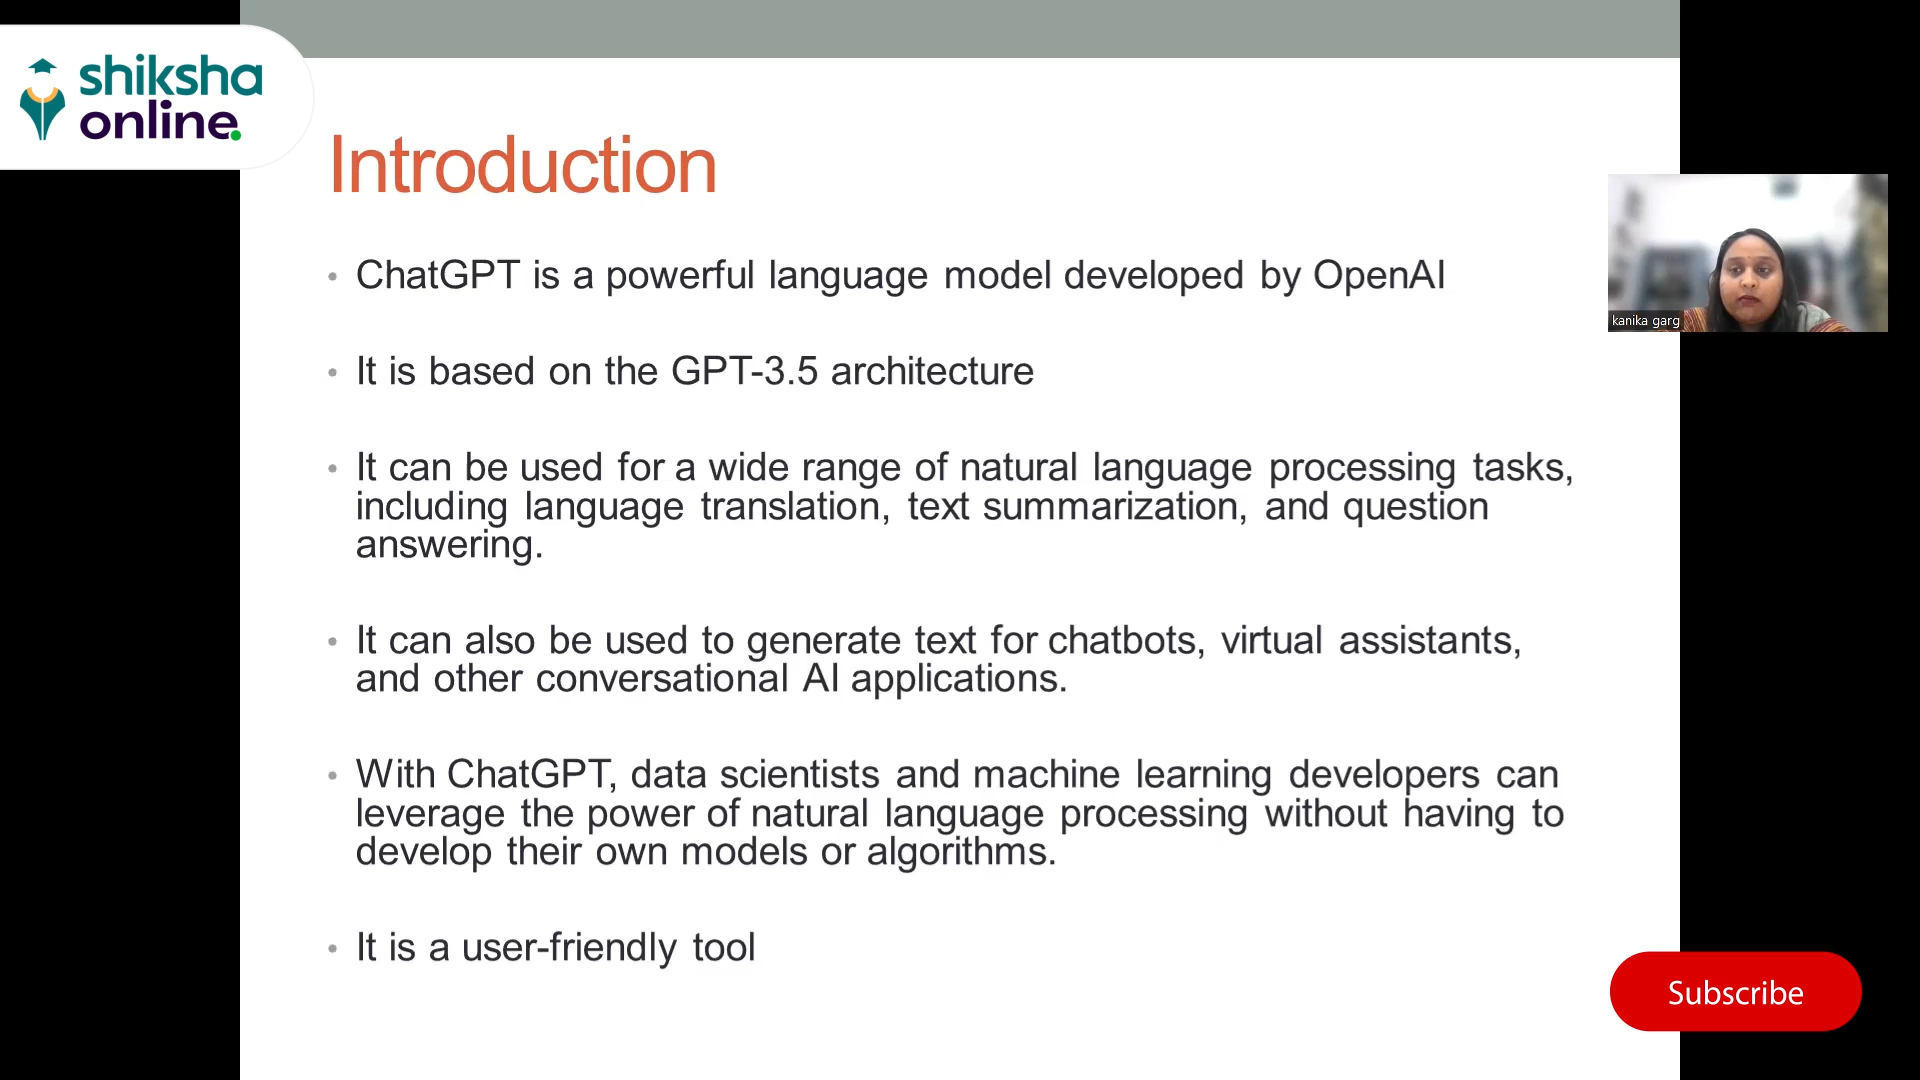 shiksha
online
Introduction
• ChatGPT is a powerful language model developed by OpenAI
• It is based on the GPT-3.5 architecture
• It can be used for a wide range of natural language processing tasks,
including language translation, text summarization, and question
answering.
• It can also be used to generate text for chatbots, virtual assistants,
and other conversational AI applications.
• With ChatGPT, data scientists and machine learning developers can
leverage the power of natural language processing without having to
develop their own models or algorithms.
• It is a user-friendly tool
kanika garg
Subscribe